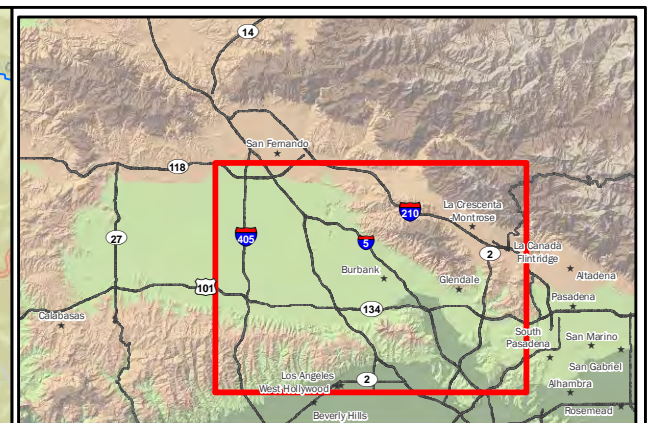 14
San Fernando
118
La Crescenta
-Montrose
210
27
405
5
2
La Canada
Flintridge
Burbank
Glendale
Altadena
101
Pasadena
134
Calabasas
South
Pasadena
San Marino
San Gabriel
Los Angeles
2
West Hollywood
Alhambra
Beverly Hills
Rosemead